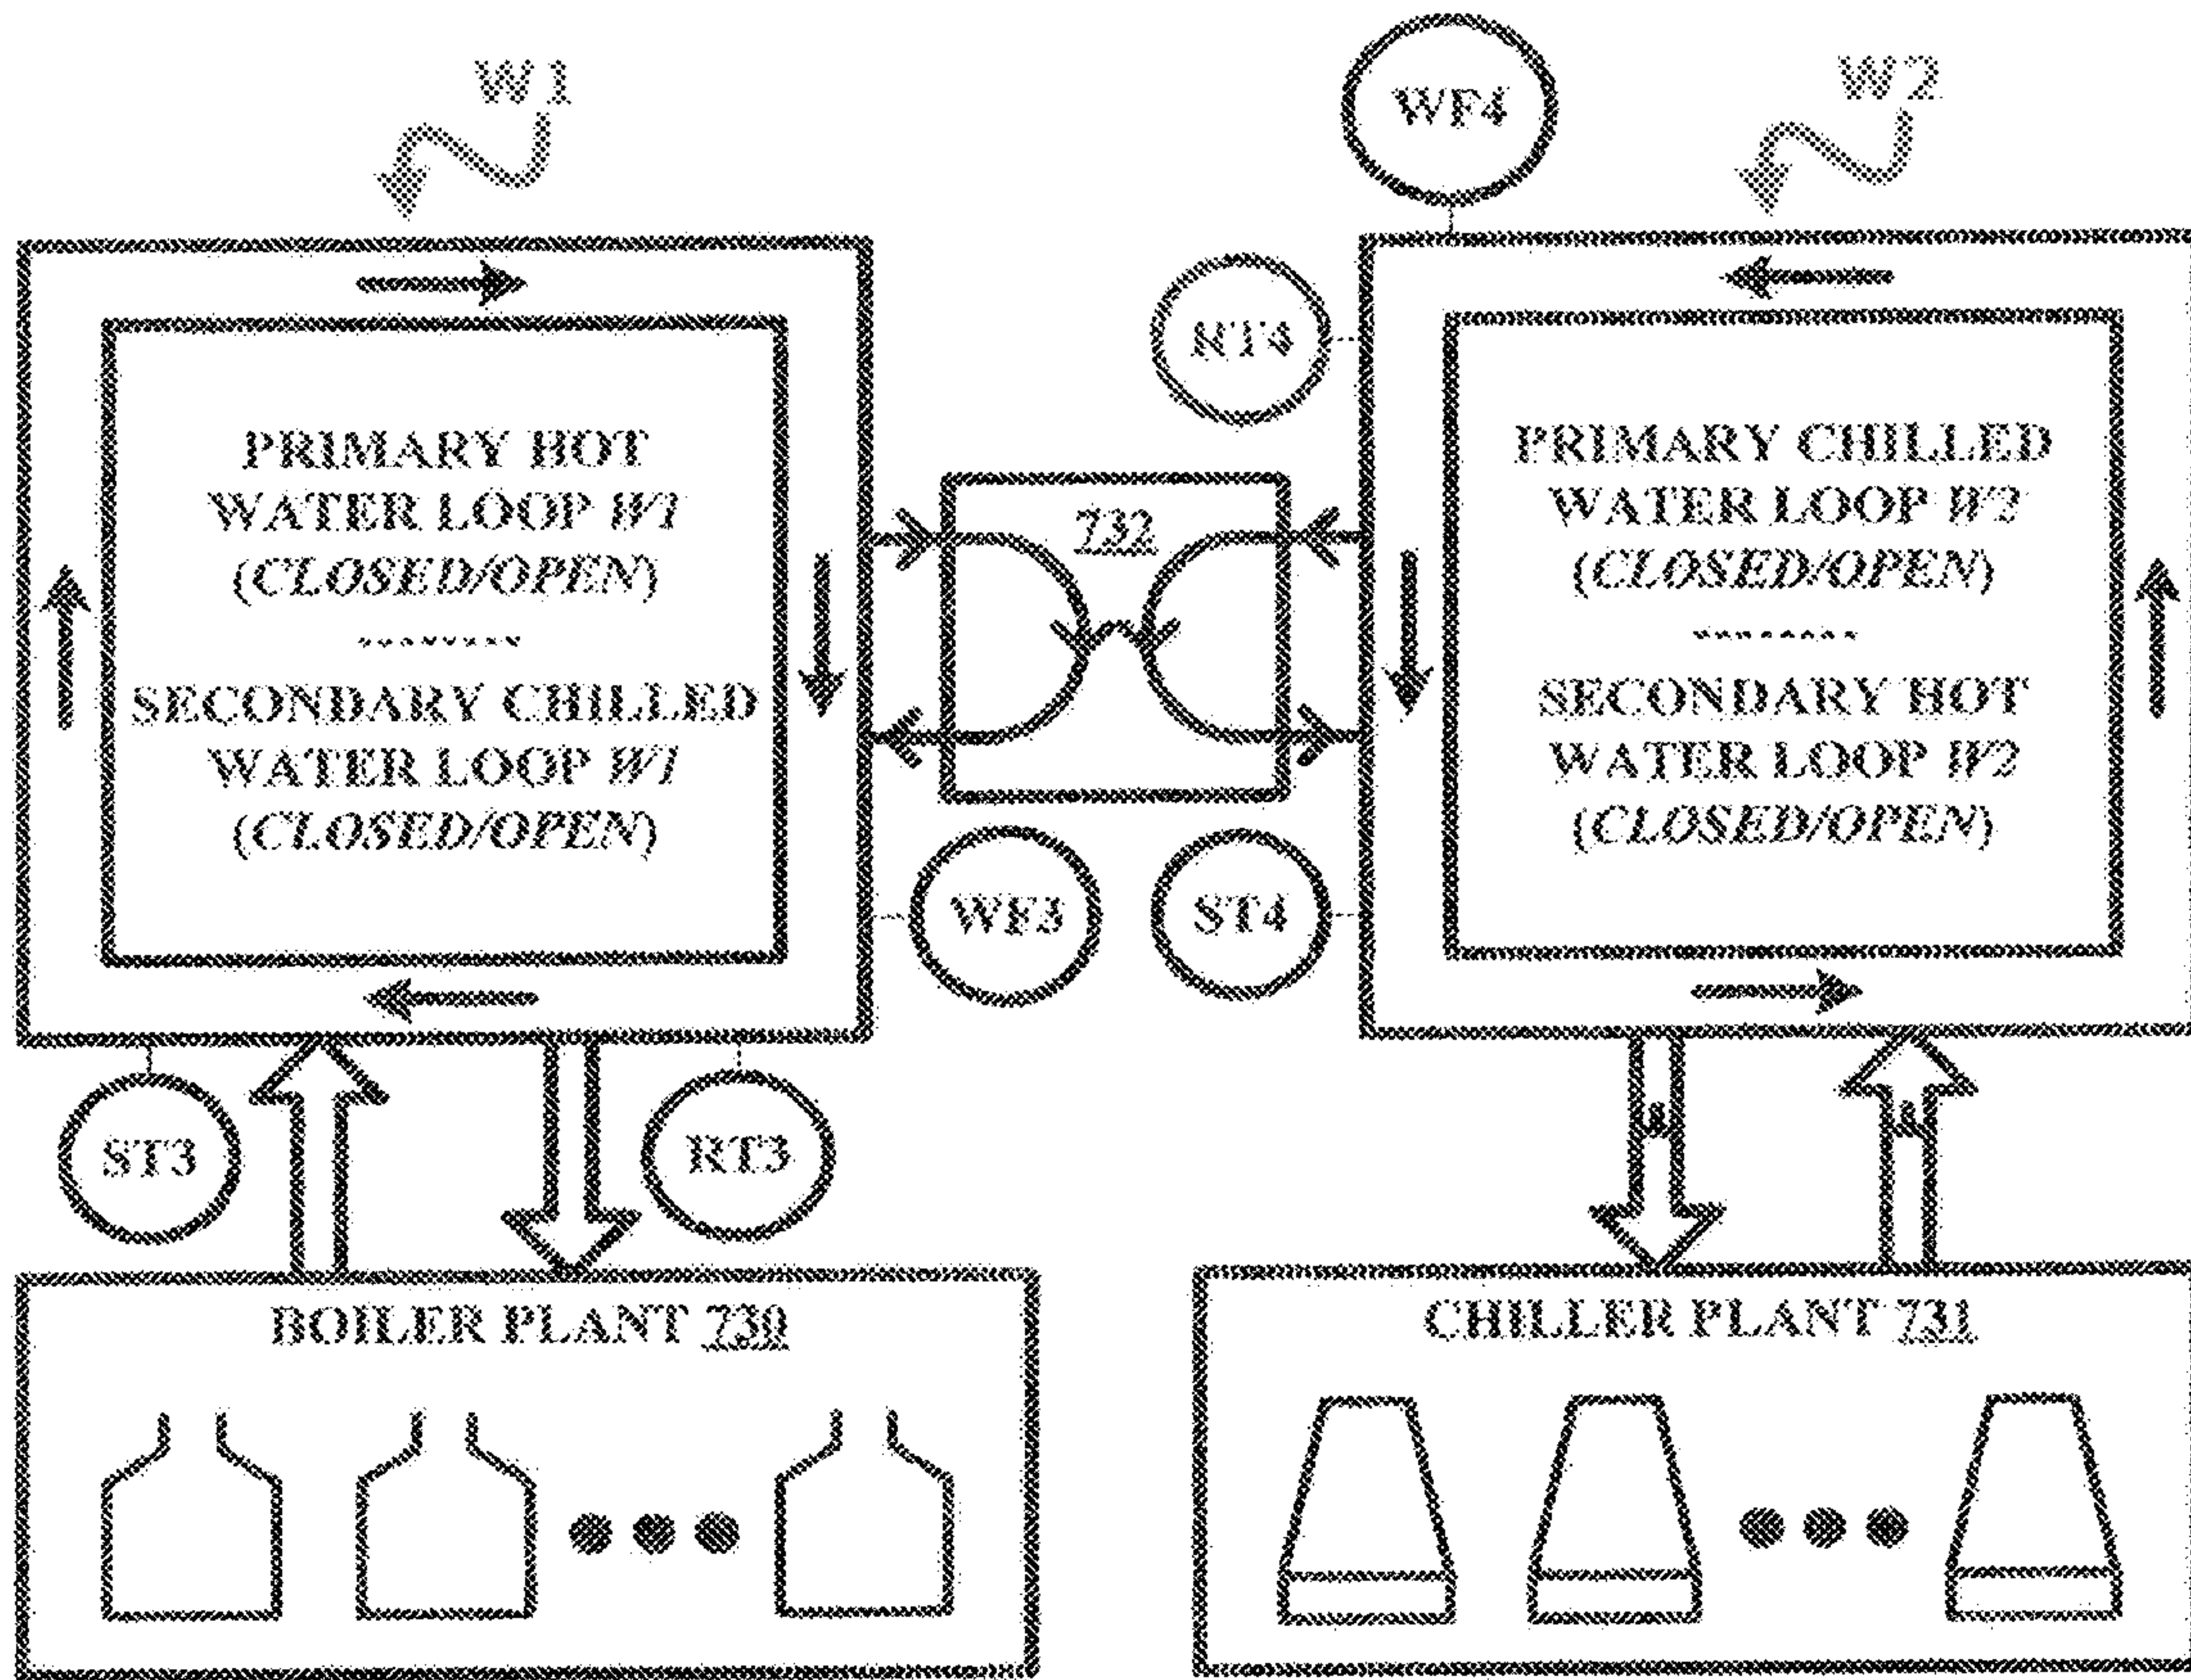 W1
W2
WF4
RT4
PRIMARY HOT
WATER LOOP W1
(CLOSED/OPEN)
--------
SECONDARY CHILLED
WATER LOOP W1
(CLOSED/OPEN)
732
PRIMARY CHILLED
WATER LOOP W2
(CLOSED/OPEN)
--------
SECONDARY HOT
WATER LOOP W2
(CLOSED/OPEN)
WF3
ST4
ST3
RT3
BOILER PLANT 730
CHILLER PLANT 731